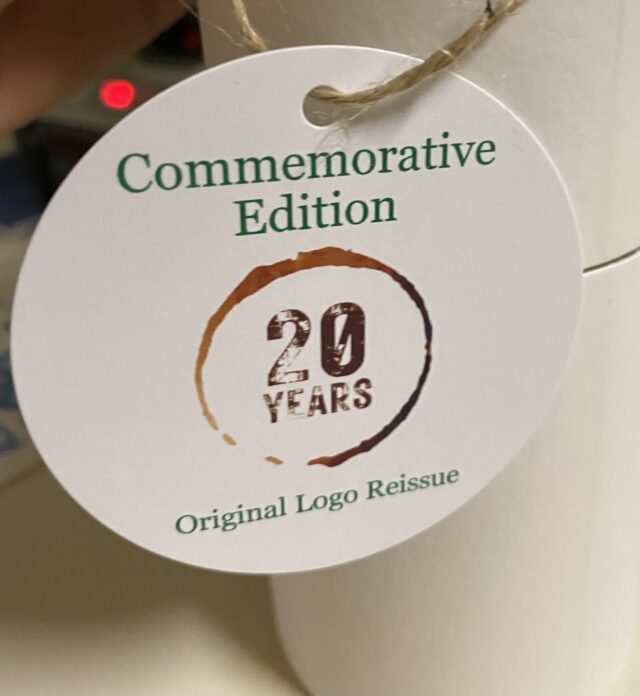 Commemorative
Edition
20
YEARS
Original Logo Reissue